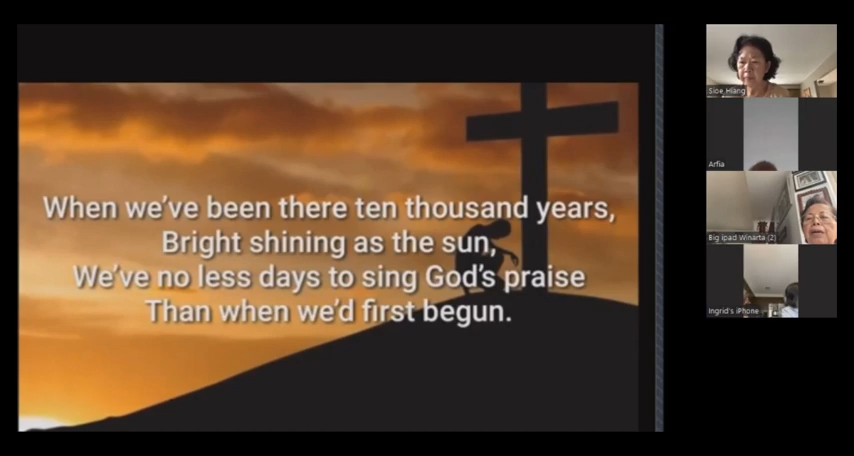 When we've been there ten thousand years,
Bright shining as the sun,
We've no less days to sing God's praise
Than when we'd first begun.
Sioe Hiang
Arfia
Big ipad Winarta (2)
Ingrid's iPhone